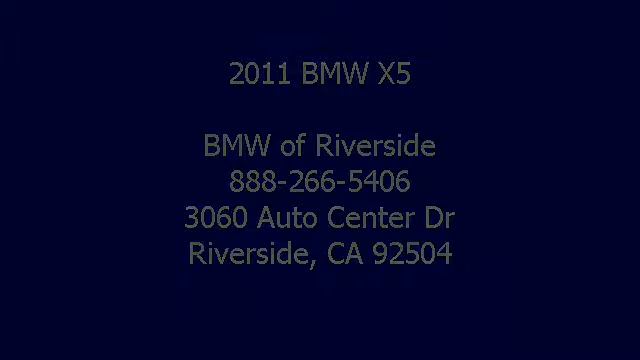 2011 BMW X5
BMW of Riverside
888-266-5406
3060 Auto Center Dr
Riverside, CA 92504